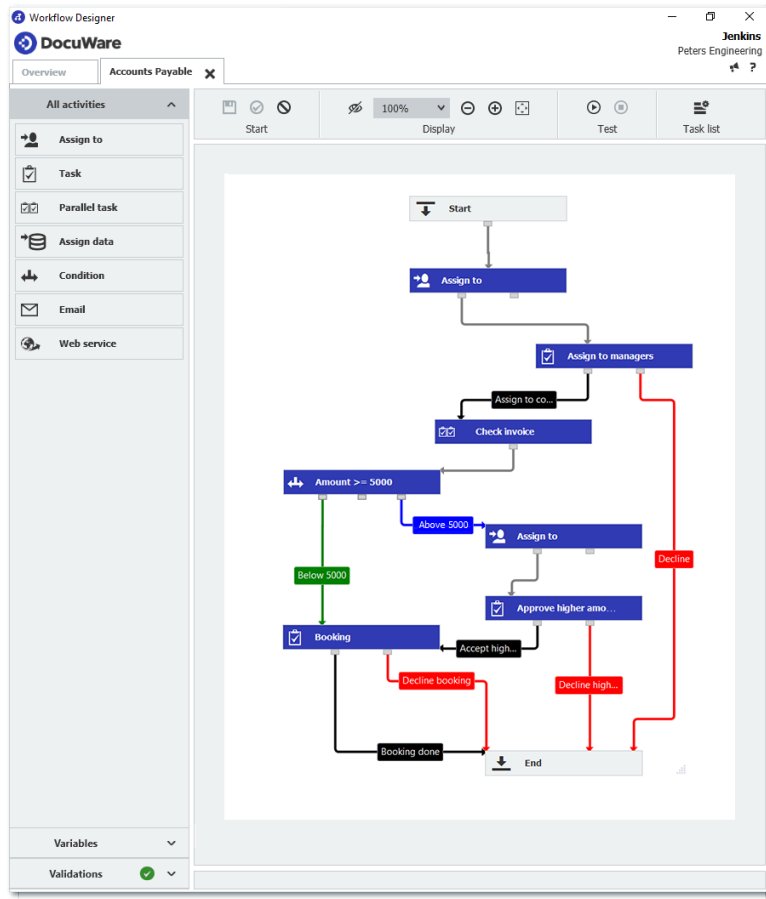 Workflow Designer
DocuWare
Jenkins
Peters Engineering
Overview
Accounts Payable
?
All activities
100%
Start
Display
Test
Task list
Assign to
Task
Parallel task
Assign data
Condition
Email
Web service
Start
Assign to
Assign to managers
Assign to co...
Check invoice
Amount >= 5000
Above 5000
Assign to
Decline
Below 5000
Approve higher amo...
Booking
Accept high...
Decline booking
Decline high...
Booking done
End
Variables
Validations